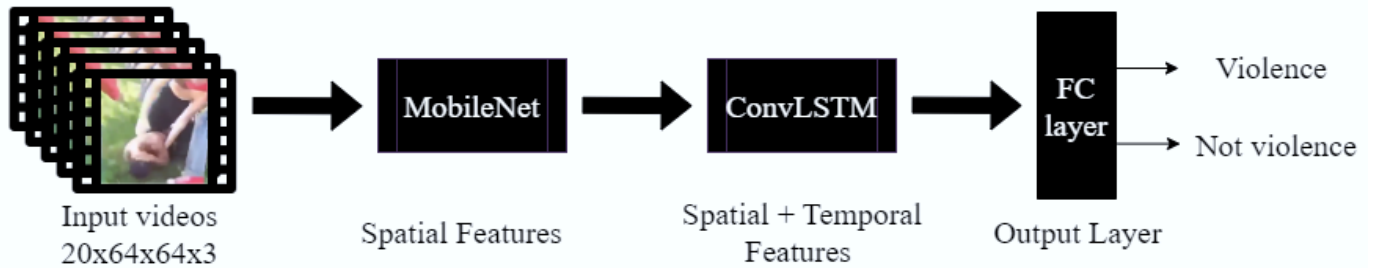 Input videos
20x64x64x3
MobileNet
Spatial Features
ConvLSTM
Spatial + Temporal
Features
FC
layer
Output Layer
Violence
Not violence